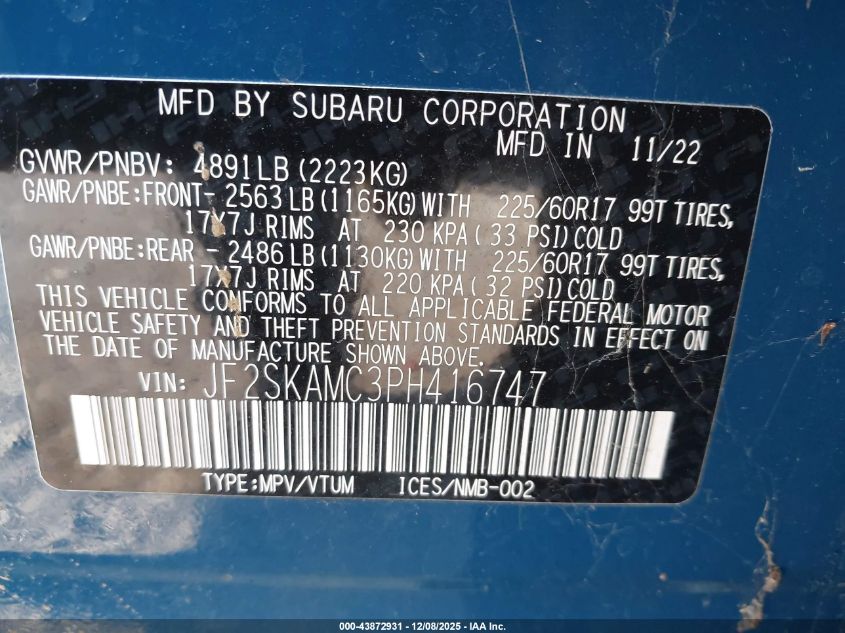 MFD BY SUBARU CORPORATION
MFD IN 11/22
GVWR/PNBV: 4891LB(2223KG)
GAWR/PNBE:FRONT- 2563LB(1165KG)WITH 225/60R17 99T TIRES,
17X7J RIMS AT 230 KPA( 33 PSI)COLD
GAWR/PNBE:REAR - 2486LB(1130KG)WITH 225/60R17 99T TIRES,
17X7J RIMS AT 220 KPA( 32 PSI)COLD
THIS VEHICLE CONFORMS TO ALL APPLICABLE FEDERAL MOTOR
VEHICLE SAFETY AND THEFT PREVENTION STANDARDS IN EFFECT ON
THE DATE OF MANUFACTURE SHOWN ABOVE.
VIN: JF2SKAMC3PH416747
TYPE:MPV/VTUM ICES/NMB-002
000-43872931 - 12/08/2025 - IAA Inc.